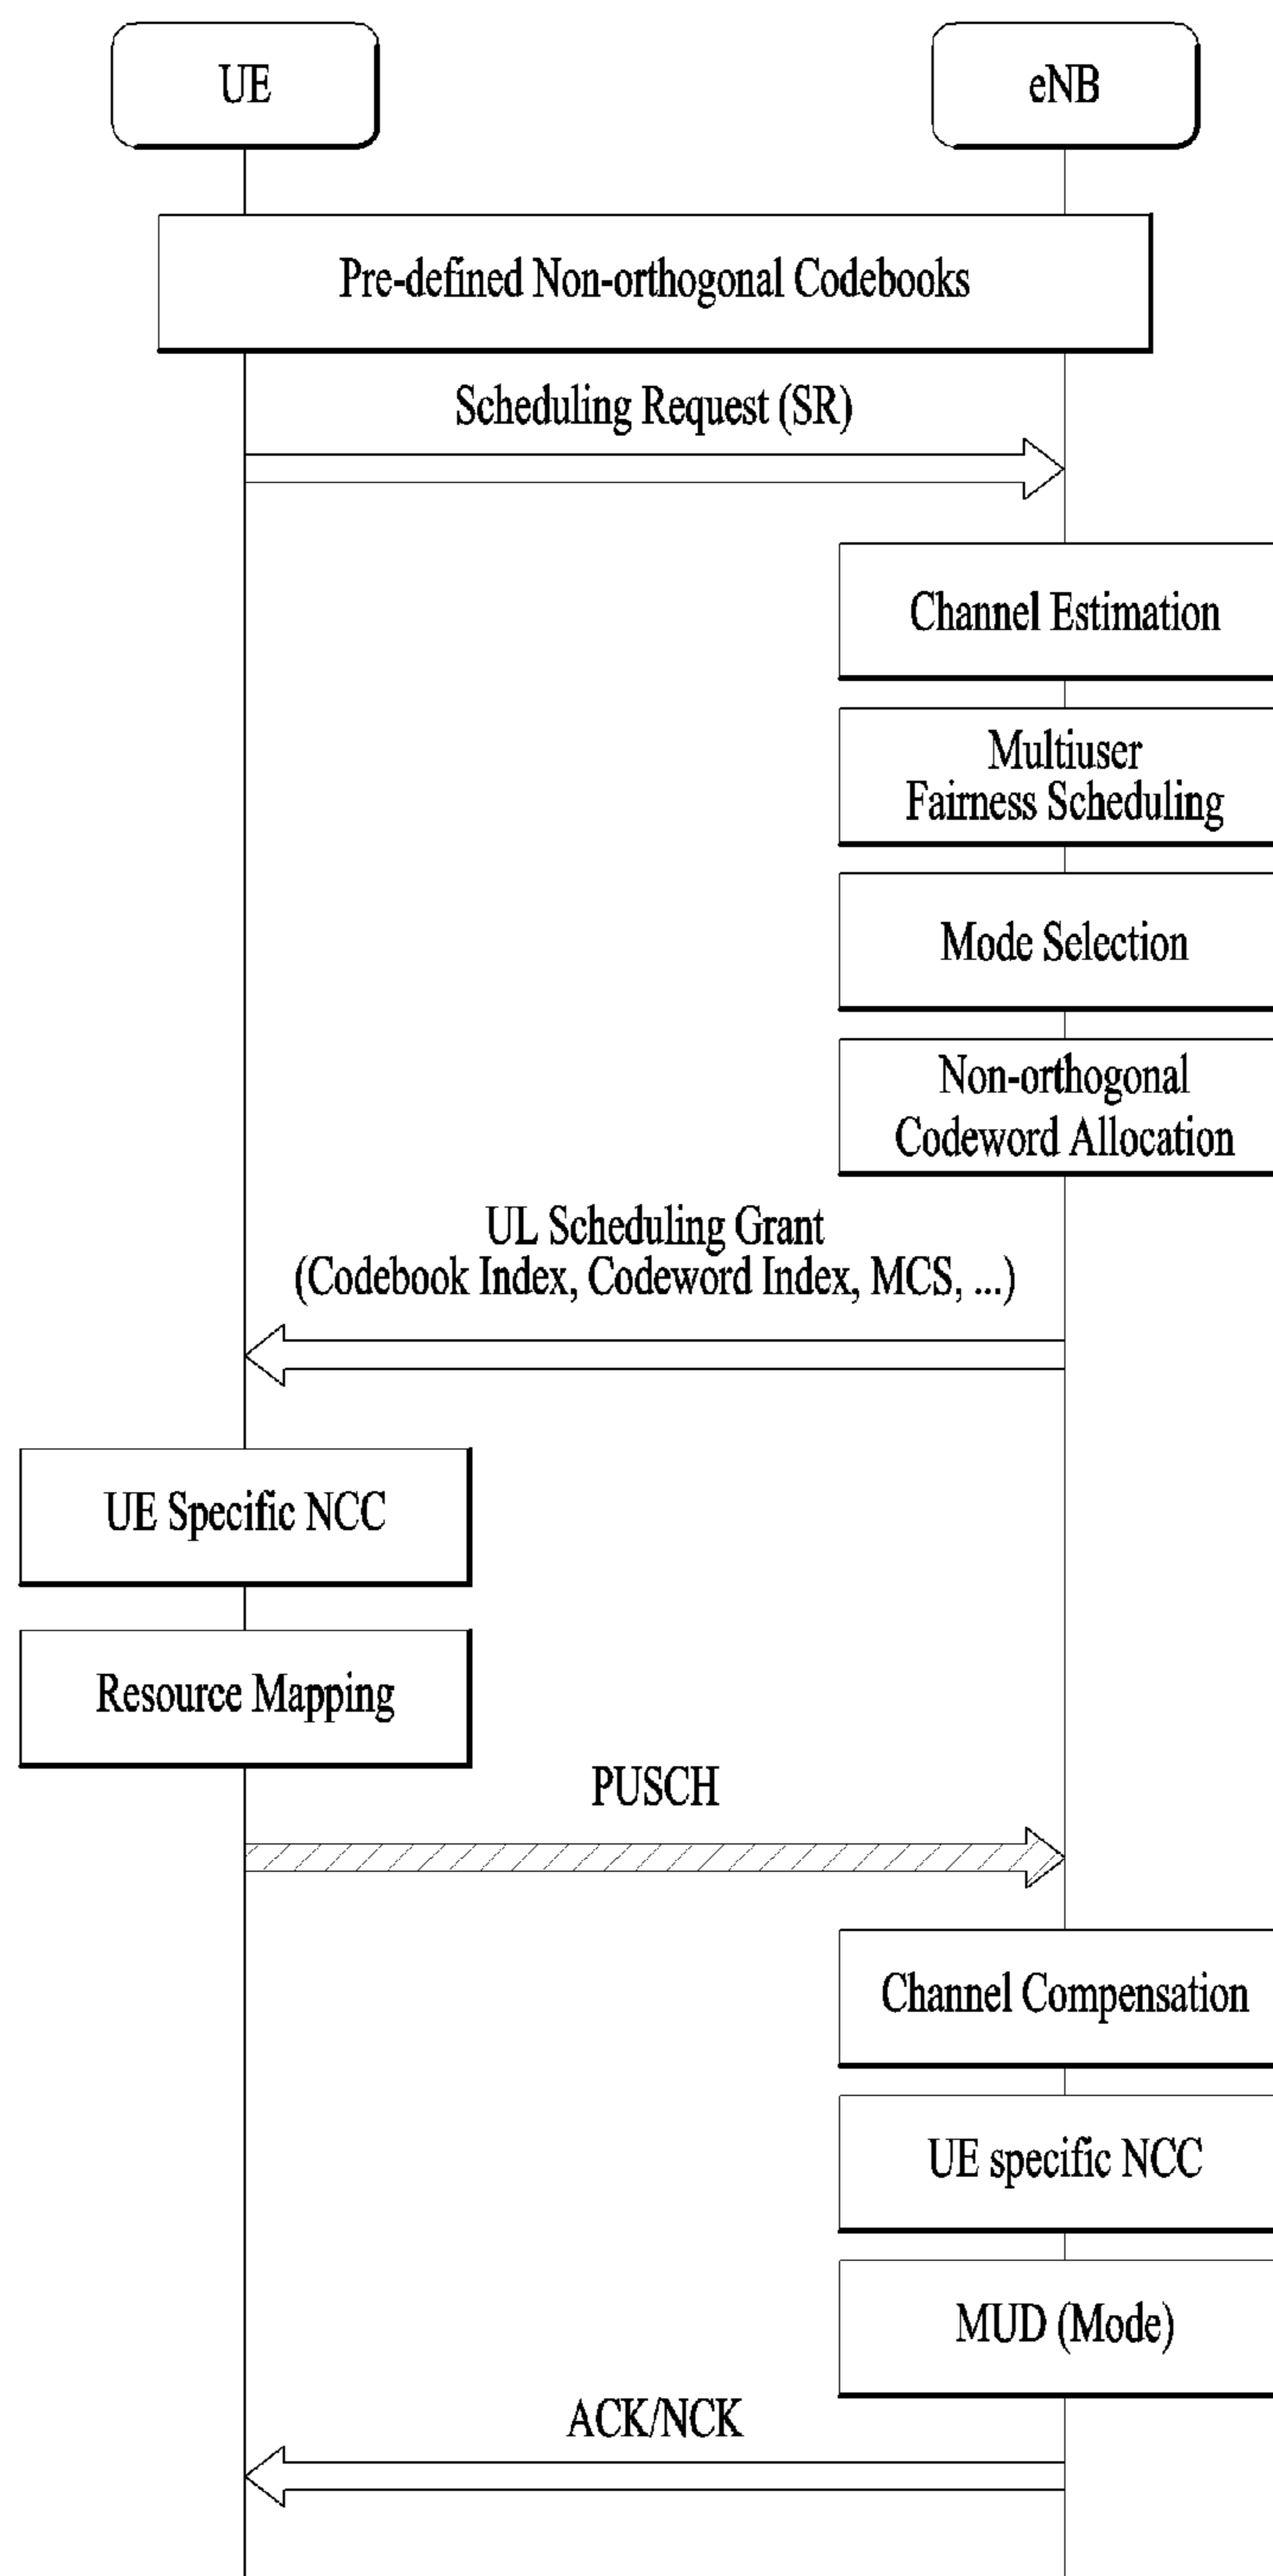 UE
eNB
Pre-defined Non-orthogonal Codebooks
Scheduling Request (SR)
Channel Estimation
Multiuser
Fairness Scheduling
Mode Selection
Non-orthogonal
Codeword Allocation
UL Scheduling Grant
(Codebook Index, Codeword Index, MCS, ...)
UE Specific NCC
Resource Mapping
PUSCH
Channel Compensation
UE specific NCC
MUD (Mode)
ACK/NCK